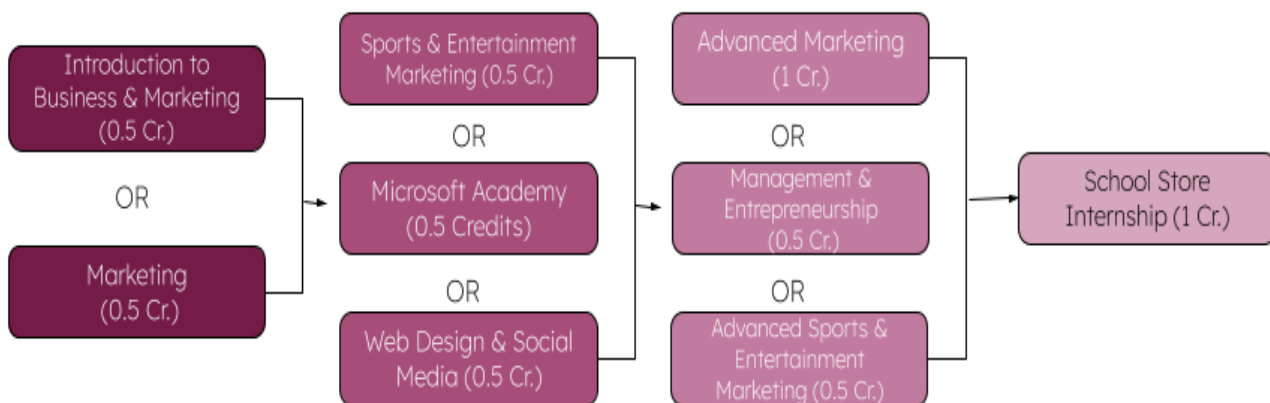 Introduction to
Business & Marketing
(0.5 Cr.)
OR
Marketing
(0.5 Cr.)
Sports & Entertainment
Marketing (0.5 Cr.)
OR
Microsoft Academy
(0.5 Credits)
OR
Web Design & Social
Media (0.5 Cr.)
Advanced Marketing
(1 Cr.)
OR
Management &
Entrepreneurship
(0.5 Cr.)
OR
Advanced Sports &
Entertainment
Marketing (0.5 Cr.)
School Store
Internship (1 Cr.)